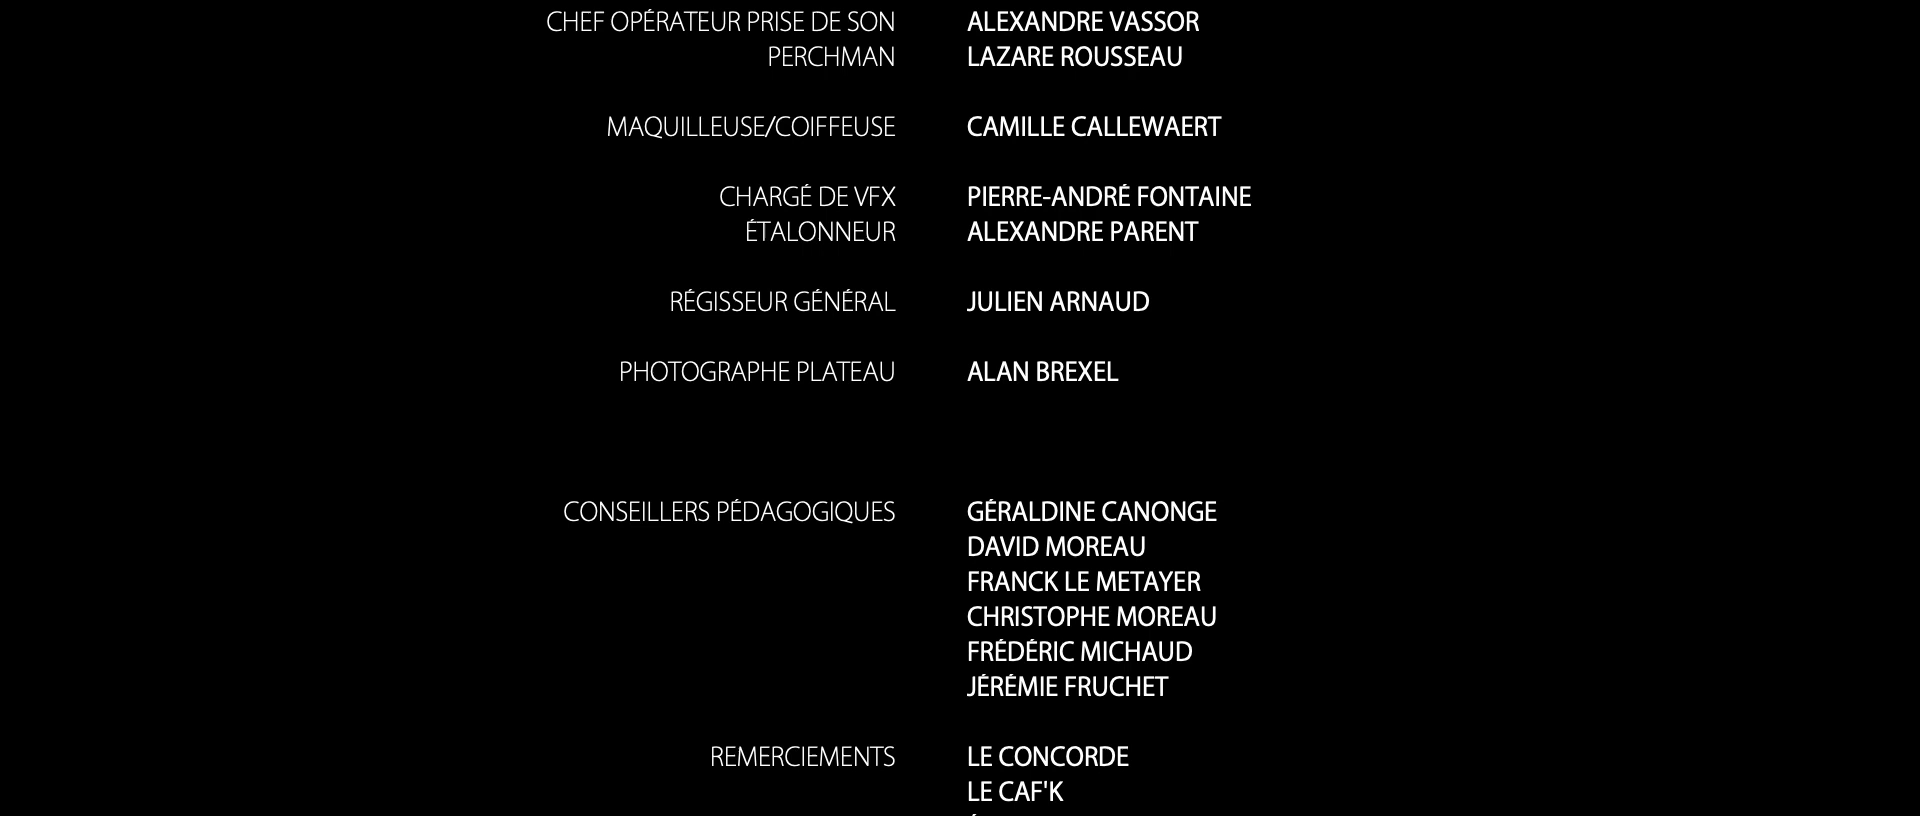 CHEF OPÉRATEUR PRISE DE SON ALEXANDRE VASSOR
PERCHMAN LAZARE ROUSSEAU
MAQUILLEUSE/COIFFEUSE CAMILLE CALLEWAERT
CHARGÉ DE VFX PIERRE-ANDRÉ FONTAINE
ÉTALONNEUR ALEXANDRE PARENT
RÉGISSEUR GÉNÉRAL JULIEN ARNAUD
PHOTOGRAPHE PLATEAU ALAN BREXEL
CONSEILLERS PÉDAGOGIQUES GÉRALDINE CANONGE
DAVID MOREAU
FRANCK LE METAYER
CHRISTOPHE MOREAU
FRÉDÉRIC MICHAUD
JÉRÉMIE FRUCHET
REMERCIEMENTS LE CONCORDE
LE CAF'K